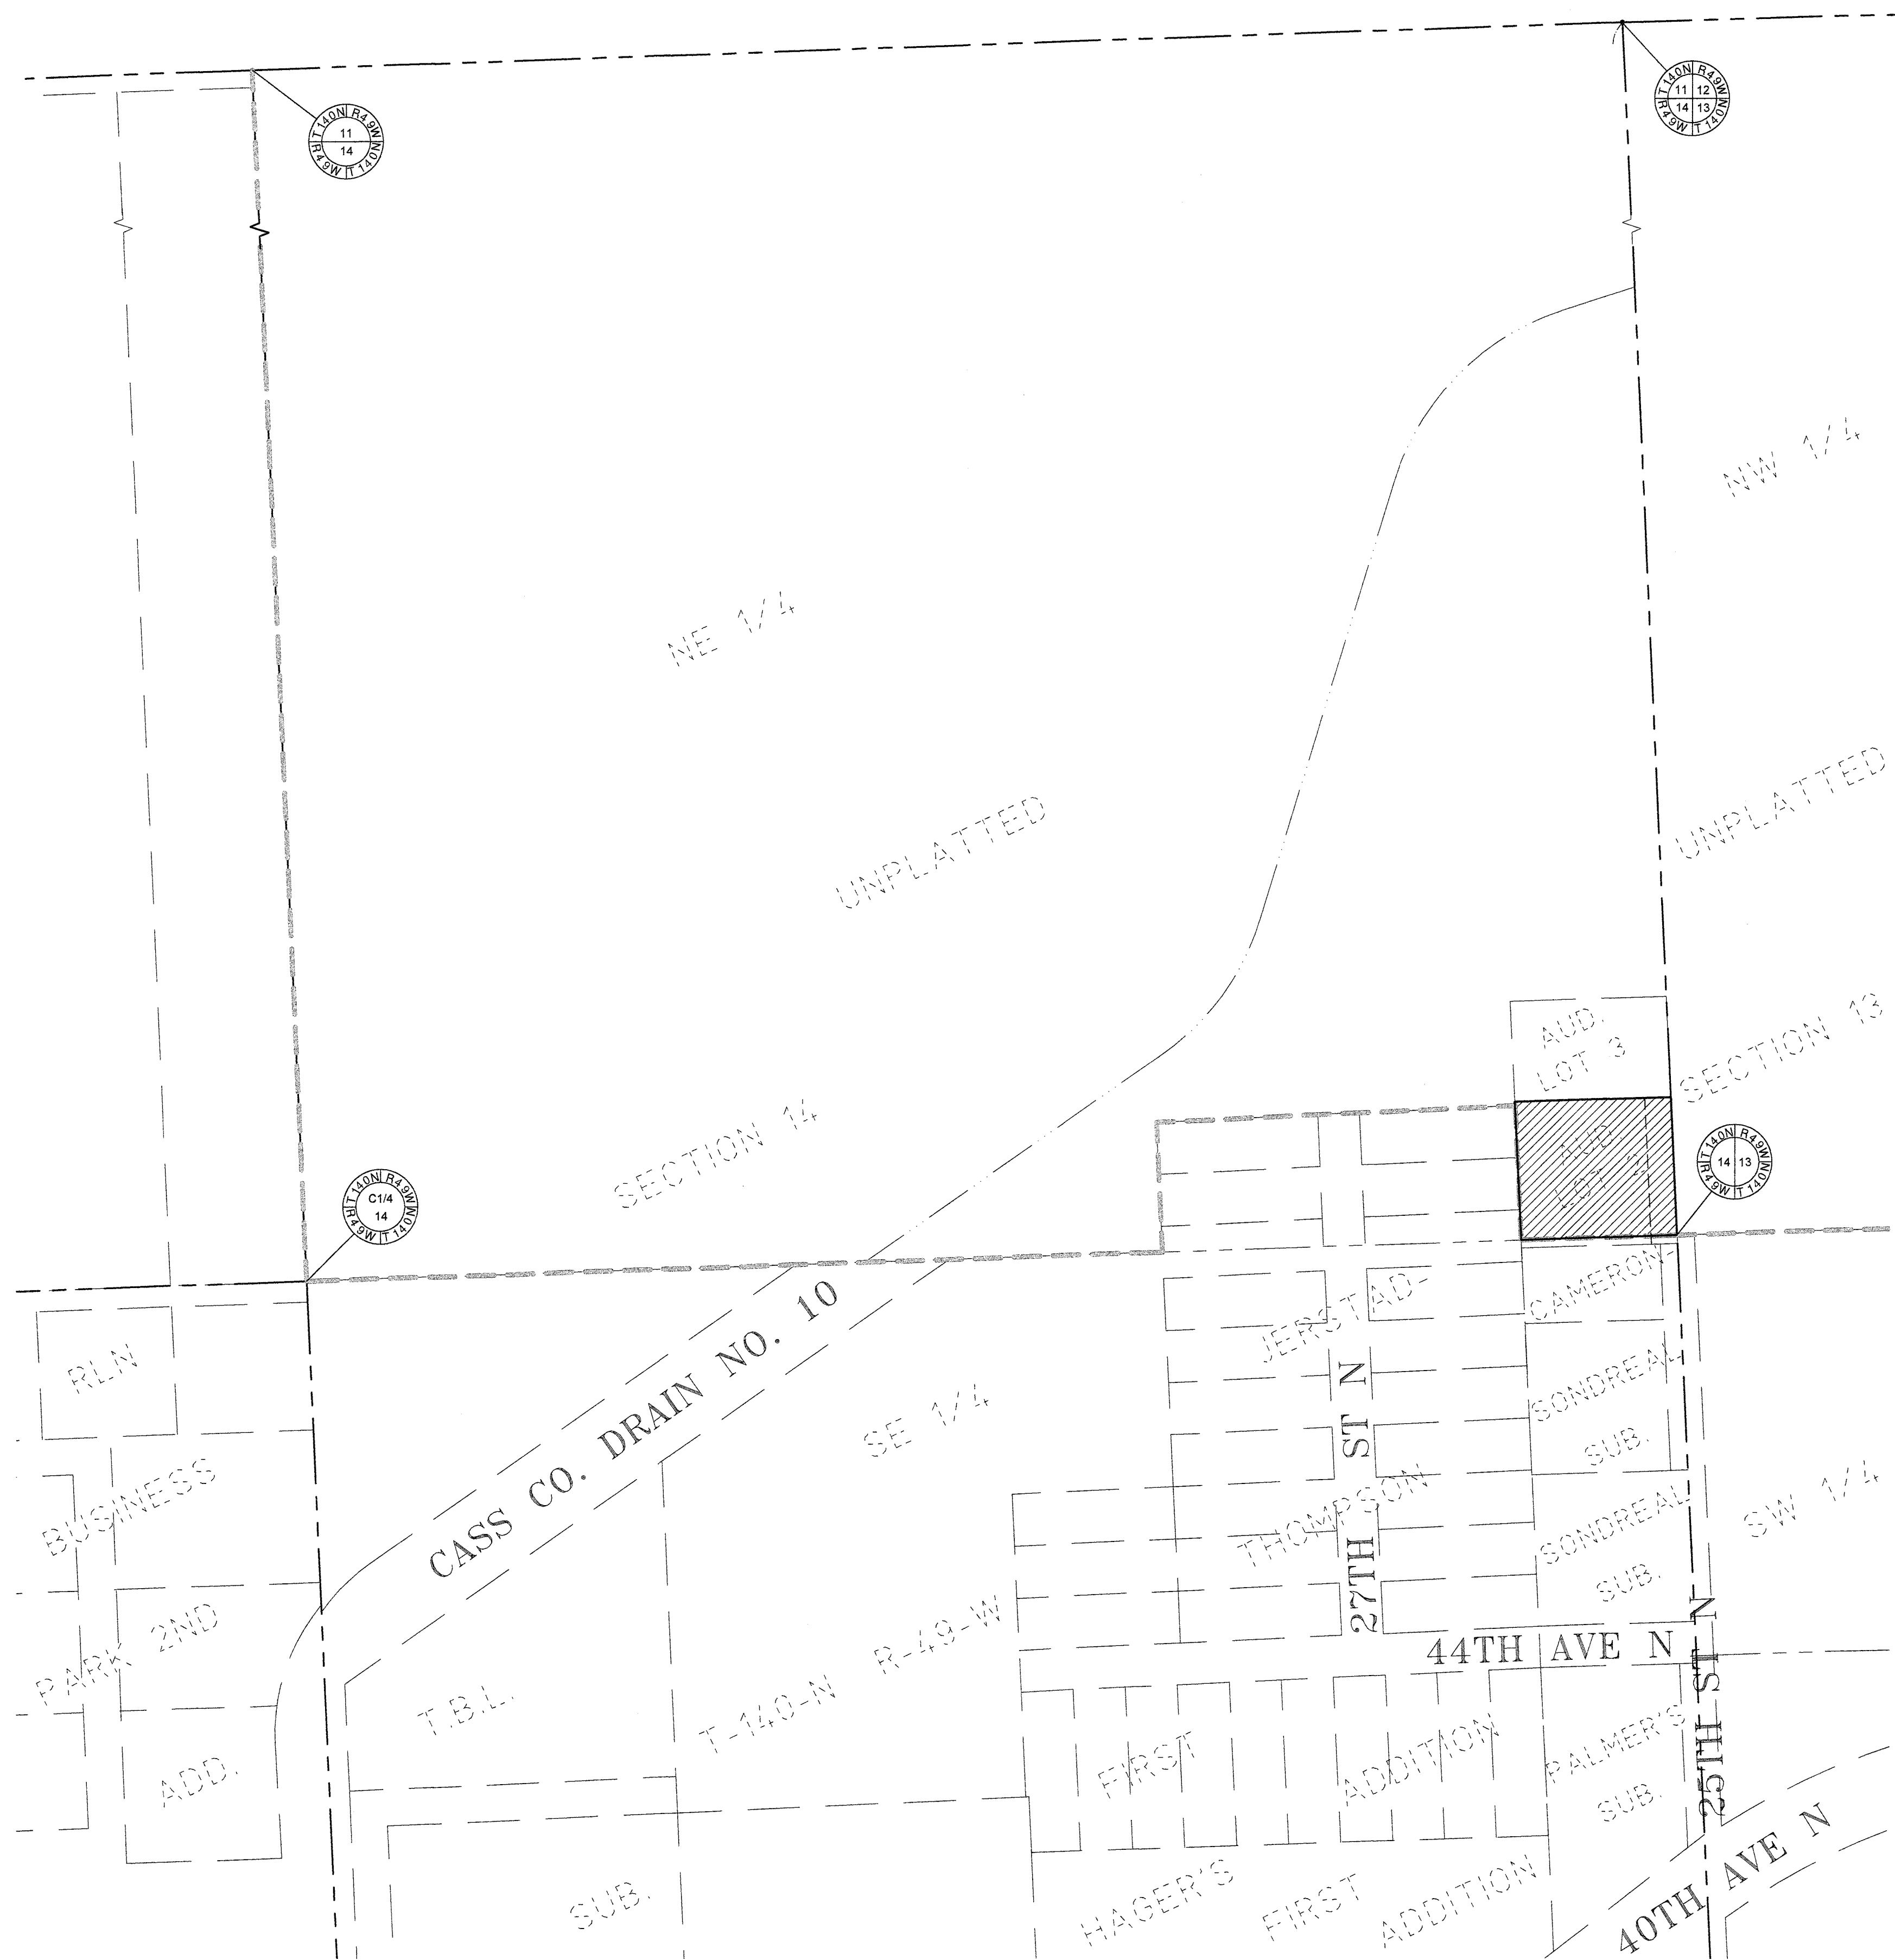 T140N R49W
11
14
R49W T140N
T140N R49W
11 12
14 13
R49W T140N
NW 1/4
NE 1/4
UNPLATTED
UNPLATTED
AUD.
LOT 3
SECTION 13
SECTION 14
AUD.
LOT 2
T140N R49W
14 13
R49W T140N
T140N R49W
C1/4
14
R49W T140N
CASS CO. DRAIN NO. 10
JERSTAD-
THOMPSON
FIRST
ADDITION
CAMERON-
SONDREAL
SUB.
SONDREAL
SUB.
RLN
BUSINESS
PARK 2ND
ADD.
SE 1/4
SW 1/4
27TH ST N
44TH AVE N
25TH ST N
T-140-N R-49-W
T.B.L.
SUB.
PALMER'S
SUB.
HAGER'S
FIRST
ADDITION
40TH AVE N